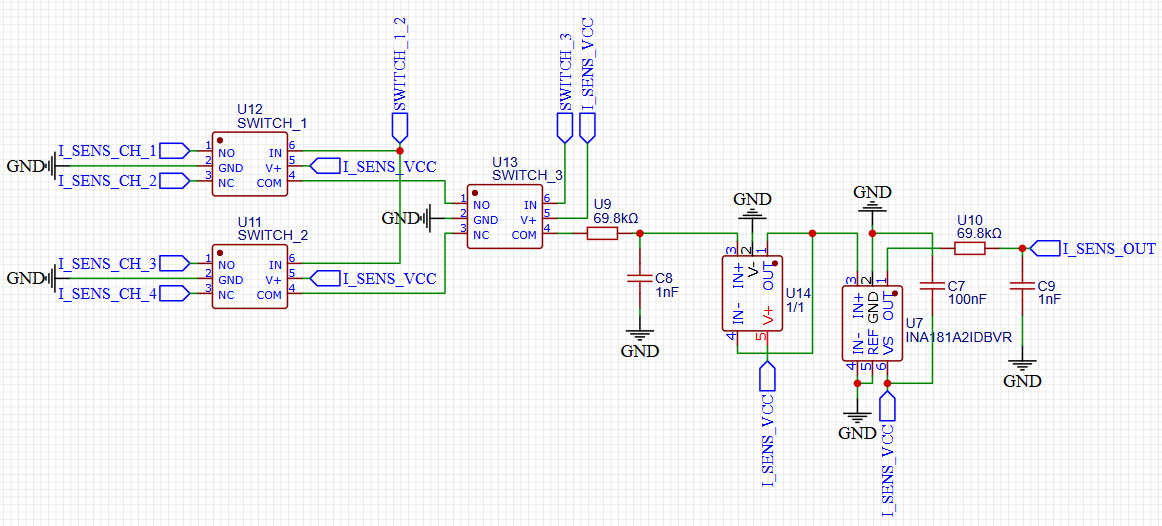 SWITCH_1_2
SWITCH_3
I_SENS_VCC
U12
SWITCH_1
I_SENS_CH_1
GND
I_SENS_CH_2
1 NO IN 6
2 GND V+ 5
3 NC COM 4
I_SENS_VCC
U11
SWITCH_2
I_SENS_CH_3
GND
I_SENS_CH_4
1 NO IN 6
2 GND V+ 5
3 NC COM 4
I_SENS_VCC
U13
SWITCH_3
GND
1 NO IN 6
2 GND V+ 5
3 NC COM 4
U9
69.8kΩ
C8
1nF
GND
GND
3 2 1
IN+ V- OUT
IN- V+
4 5
U14
1/1
I_SENS_VCC
GND
3 2 1
IN+ GND OUT
IN- REF VS
4 5 6
U7
INA181A2IDBVR
GND
I_SENS_VCC
C7
100nF
U10
69.8kΩ
I_SENS_OUT
C9
1nF
GND